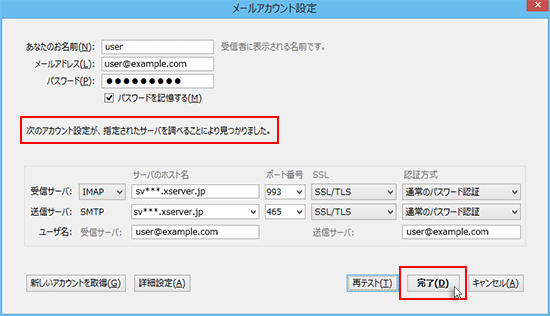 メールアカウント設定
あなたのお名前(N): user 受信者に表示される名前です。
メールアドレス(L): user@example.com
パスワード(P): ●●●●●●●●●
パスワードを記憶する(M)
次のアカウント設定が、指定されたサーバを調べることにより見つかりました。
サーバのホスト名 ポート番号 SSL 認証方式
受信サーバ: IMAP sv***.xserver.jp 993 SSL/TLS 通常のパスワード認証
送信サーバ: SMTP sv***.xserver.jp 465 SSL/TLS 通常のパスワード認証
ユーザ名: 受信サーバ: user@example.com 送信サーバ: user@example.com
新しいアカウントを取得(G) 詳細設定(A) 再テスト(T) 完了(D) キャンセル(A)